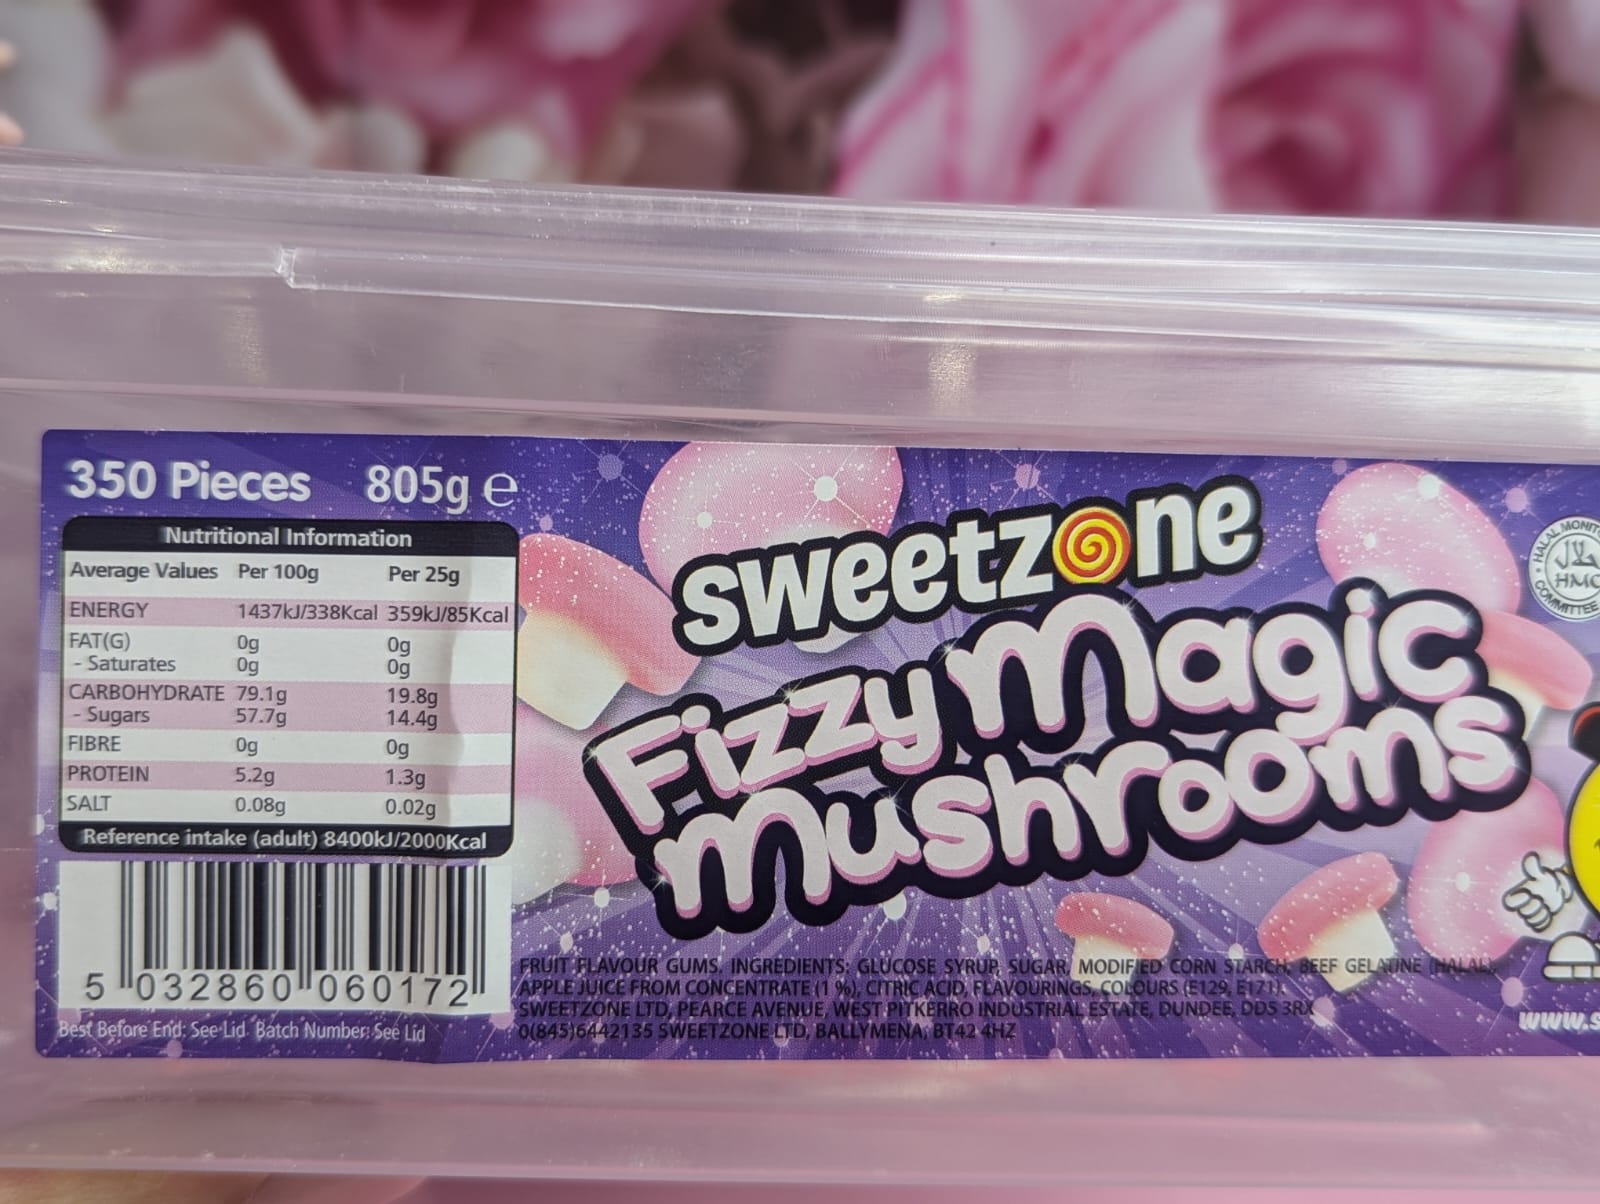 350 Pieces 805g e
Nutritional Information
Average Values Per 100g Per 25g
ENERGY 1437kJ/338Kcal 359kJ/85Kcal
FAT(G) 0g 0g
- Saturates 0g 0g
CARBOHYDRATE 79.1g 19.8g
- Sugars 57.7g 14.4g
FIBRE 0g 0g
PROTEIN 5.2g 1.3g
SALT 0.08g 0.02g
Reference intake (adult) 8400kJ/2000Kcal
5 032860 060172
Best Before End: See Lid Batch Number: See Lid
sweetzone
Fizzy Magic
Mushrooms
HALAL
HMC
COMMITTEE
FRUIT FLAVOUR GUMS. INGREDIENTS: GLUCOSE SYRUP, SUGAR, MODIFIED CORN STARCH, BEEF GELATINE (HALAL),
APPLE JUICE FROM CONCENTRATE (1 %), CITRIC ACID, FLAVOURINGS, COLOURS (E129, E171).
SWEETZONE LTD, PEARCE AVENUE, WEST PITKERRO INDUSTRIAL ESTATE, DUNDEE, DD5 3RX
0(845)6442135 SWEETZONE LTD, BALLYMENA, BT42 4HZ
www.s